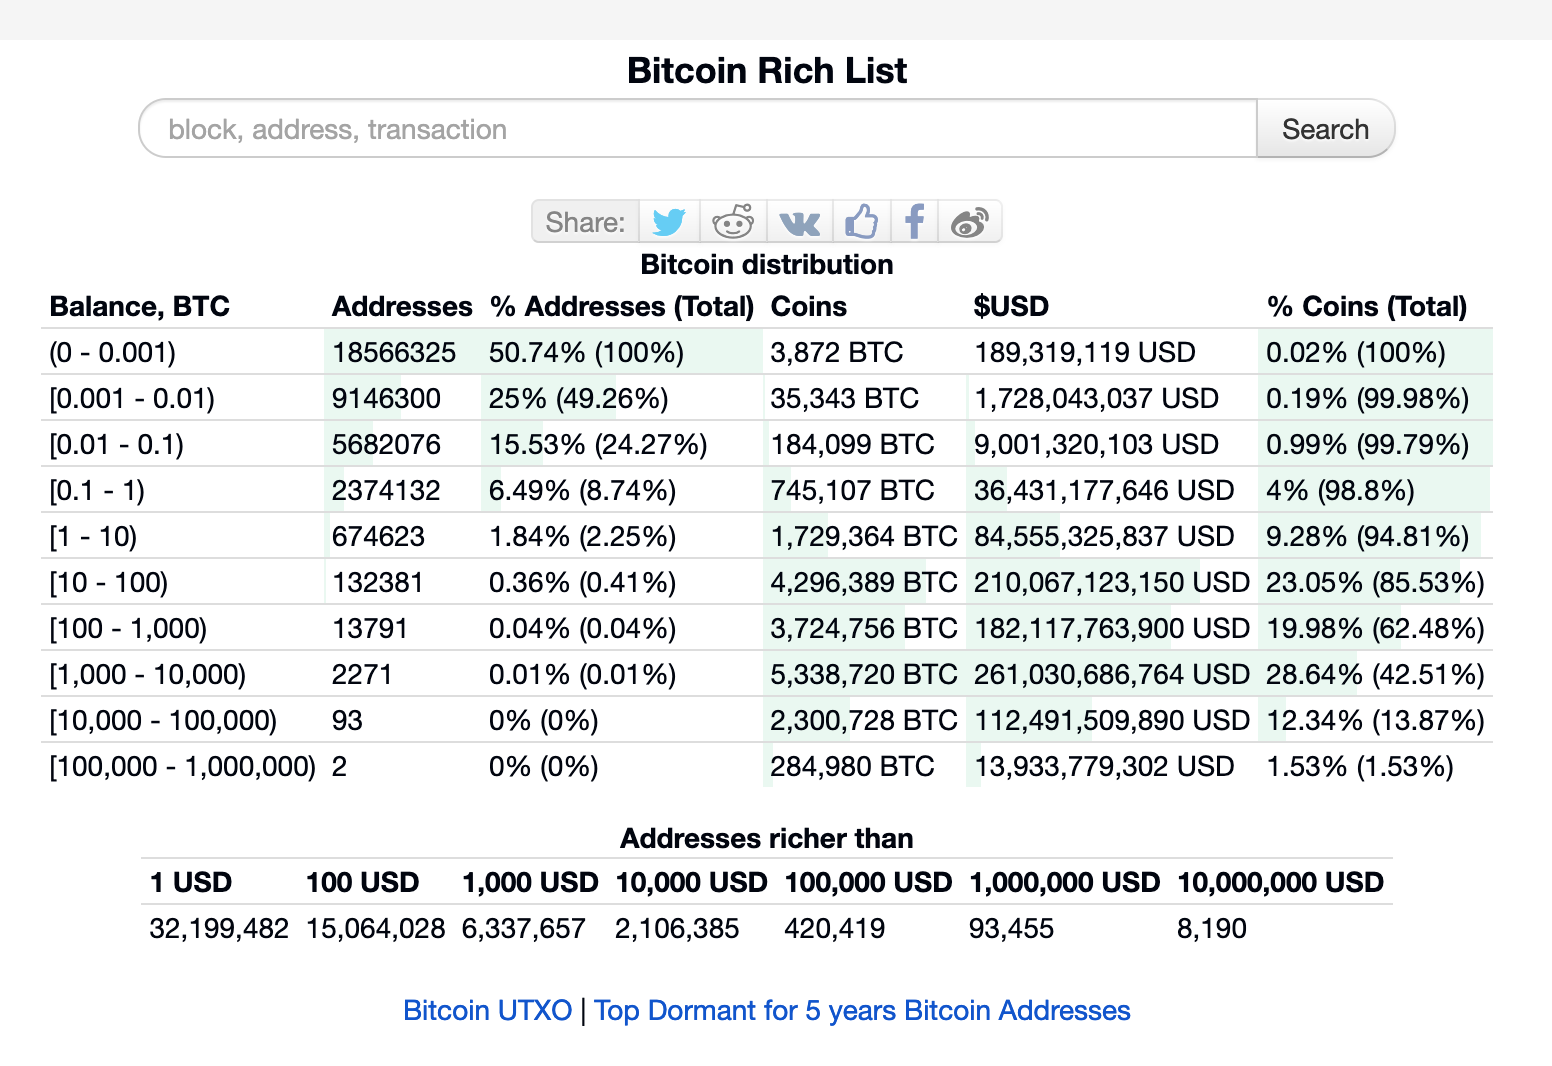 Bitcoin Rich List
block, address, transaction Search
Share:
Bitcoin distribution
Balance, BTC Addresses % Addresses (Total) Coins $USD % Coins (Total)
(0 - 0.001) 18566325 50.74% (100%) 3,872 BTC 189,319,119 USD 0.02% (100%)
[0.001 - 0.01) 9146300 25% (49.26%) 35,343 BTC 1,728,043,037 USD 0.19% (99.98%)
[0.01 - 0.1) 5682076 15.53% (24.27%) 184,099 BTC 9,001,320,103 USD 0.99% (99.79%)
[0.1 - 1) 2374132 6.49% (8.74%) 745,107 BTC 36,431,177,646 USD 4% (98.8%)
[1 - 10) 674623 1.84% (2.25%) 1,729,364 BTC 84,555,325,837 USD 9.28% (94.81%)
[10 - 100) 132381 0.36% (0.41%) 4,296,389 BTC 210,067,123,150 USD 23.05% (85.53%)
[100 - 1,000) 13791 0.04% (0.04%) 3,724,756 BTC 182,117,763,900 USD 19.98% (62.48%)
[1,000 - 10,000) 2271 0.01% (0.01%) 5,338,720 BTC 261,030,686,764 USD 28.64% (42.51%)
[10,000 - 100,000) 93 0% (0%) 2,300,728 BTC 112,491,509,890 USD 12.34% (13.87%)
[100,000 - 1,000,000) 2 0% (0%) 284,980 BTC 13,933,779,302 USD 1.53% (1.53%)
Addresses richer than
1 USD 100 USD 1,000 USD 10,000 USD 100,000 USD 1,000,000 USD 10,000,000 USD
32,199,482 15,064,028 6,337,657 2,106,385 420,419 93,455 8,190
Bitcoin UTXO | Top Dormant for 5 years Bitcoin Addresses